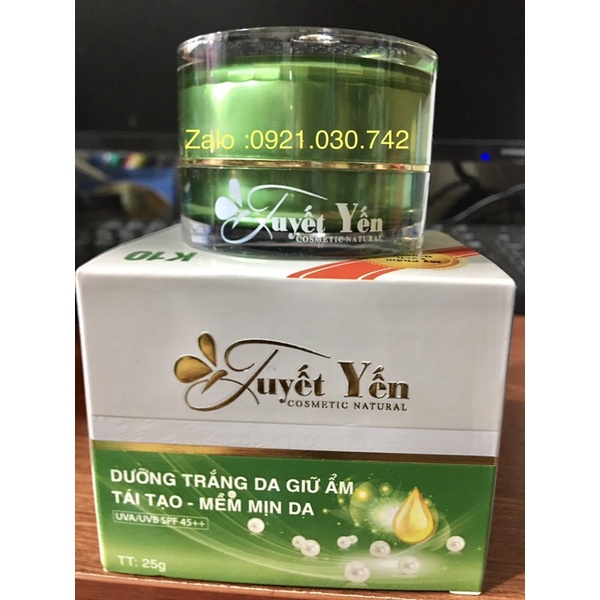 Zalo :0921.030.742
Tuyết Yến
COSMETIC NATURAL
K10
Tuyết Yến
COSMETIC NATURAL
DƯỠNG TRẮNG DA GIỮ ẨM
TÁI TẠO - MỀM MỊN DA
UVA/UVB SPF 45++
TT: 25g